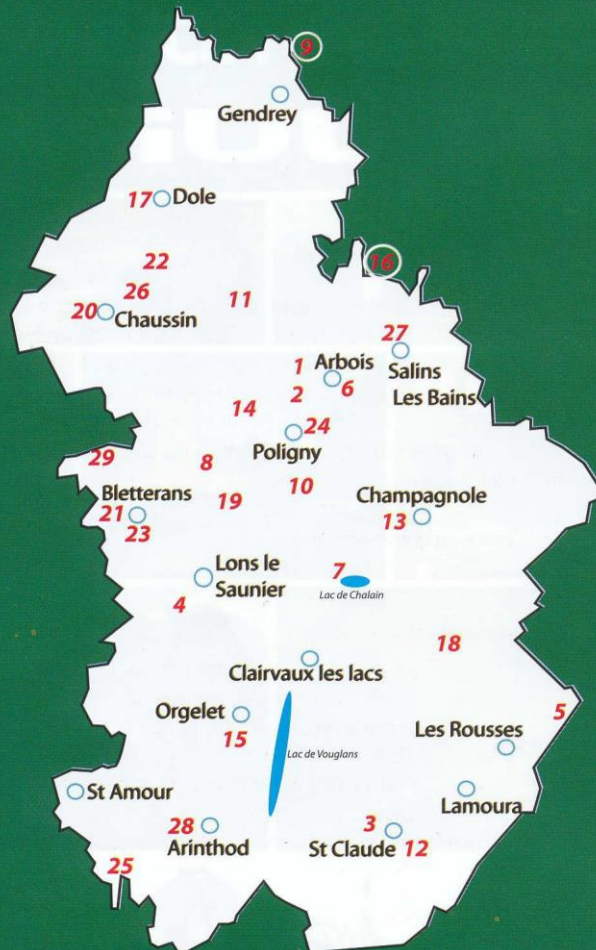 9
Gendrey
17 Dole
22
16
26
11
20
Chaussin
27
1
Arbois
Salins
Les Bains
2
6
14
24
Poligny
29
8
10
Bletterans
19
Champagnole
21
13
23
Lons le
Saunier
7
Lac de Chalain
4
18
Clairvaux les lacs
Orgelet
5
15
Les Rousses
Lac de Vouglans
St Amour
Lamoura
28
3
Arinthod
St Claude 12
25